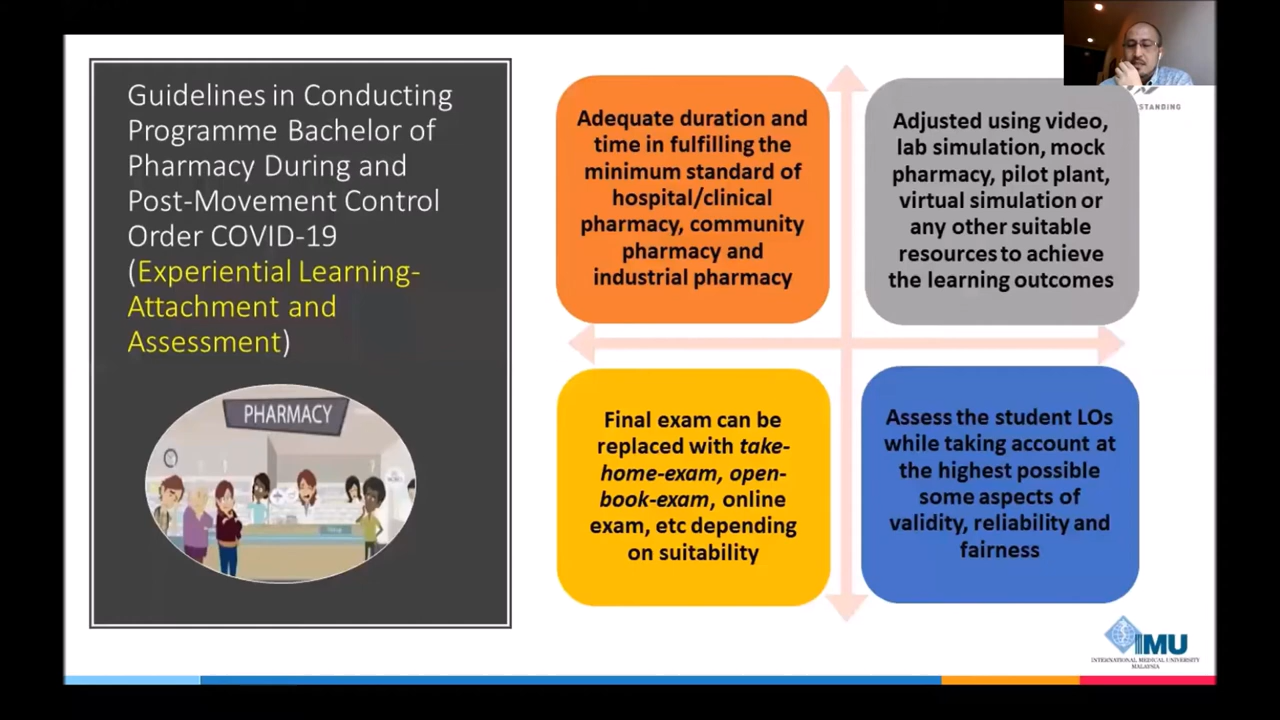 Guidelines in Conducting
Programme Bachelor of
Pharmacy During and
Post-Movement Control
Order COVID-19
(Experiential Learning-
Attachment and
Assessment)
PHARMACY
Adequate duration and
time in fulfilling the
minimum standard of
hospital/clinical
pharmacy, community
pharmacy and
industrial pharmacy
STANDING
Adjusted using video,
lab simulation, mock
pharmacy, pilot plant,
virtual simulation or
any other suitable
resources to achieve
the learning outcomes
Final exam can be
replaced with take-
home-exam, open-
book-exam, online
exam, etc depending
on suitability
Assess the student LOs
while taking account at
the highest possible
some aspects of
validity, reliability and
fairness
IMU
INTERNATIONAL MEDICAL UNIVERSITY
MALAYSIA